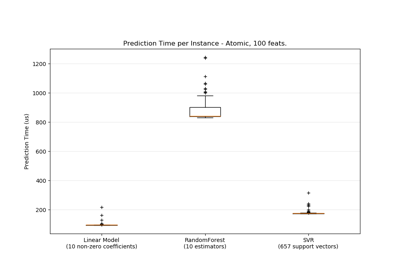 Prediction Time per Instance - Atomic, 100 feats.
Prediction Time (us)
1200
1000
800
600
400
200
Linear Model
(10 non-zero coefficients)
RandomForest
(10 estimators)
SVR
(657 support vectors)